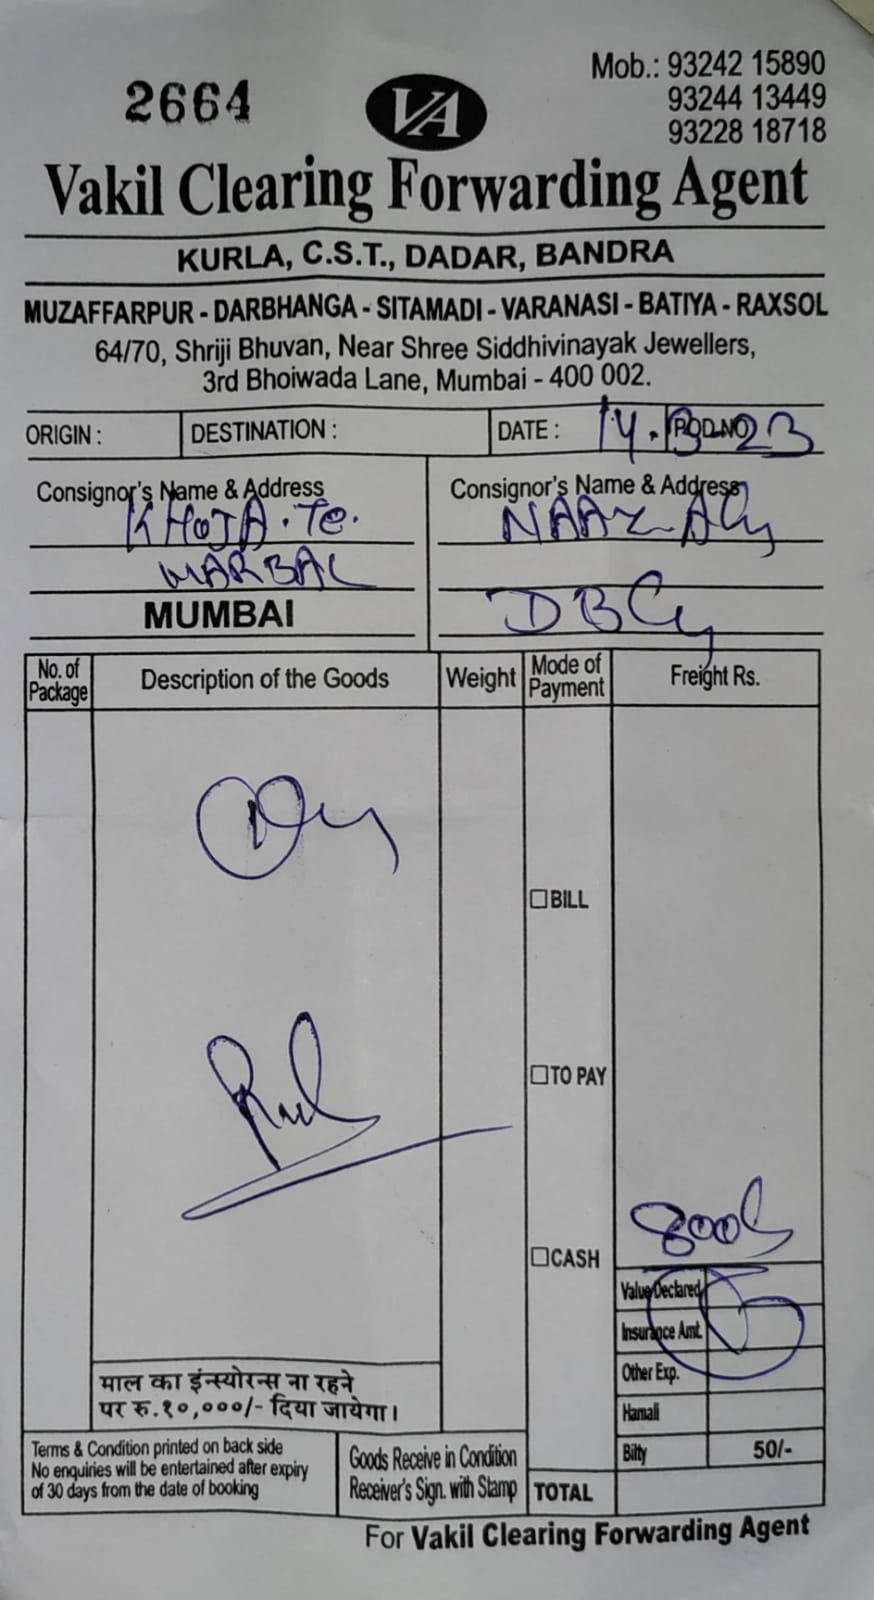 2664
VA
Mob.: 93242 15890
93244 13449
93228 18718
Vakil Clearing Forwarding Agent
KURLA, C.S.T., DADAR, BANDRA
MUZAFFARPUR - DARBHANGA - SITAMADI - VARANASI - BATIYA - RAXSOL
64/70, Shriji Bhuvan, Near Shree Siddhivinayak Jewellers,
3rd Bhoiwada Lane, Mumbai - 400 002.
ORIGIN : DESTINATION : DATE : 14.3.23 POD.NO
Consignor's Name & Address Consignor's Name & Address
KHOJA. Te. NAAZ
WARBAL
MUMBAI DBG
No. of Package Description of the Goods Weight Mode of Payment Freight Rs.
BILL
TO PAY
CASH
Value Declared
Insurance Amt.
Other Exp.
Hamali
Bilty 50/-
TOTAL
माल का इंन्स्योरन्स ना रहने
पर रु.१०,०००/- दिया जायेगा।
Terms & Condition printed on back side
No enquiries will be entertained after expiry
of 30 days from the date of booking
Goods Receive in Condition
Receiver's Sign. with Stamp
For Vakil Clearing Forwarding Agent